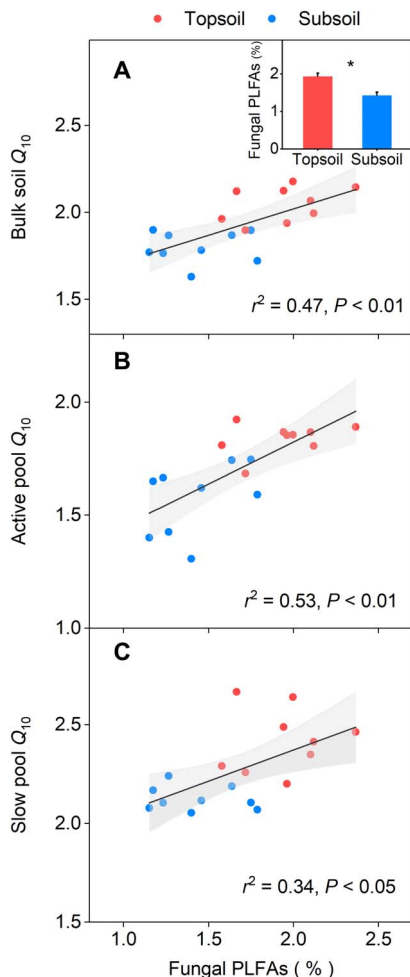 Topsoil Subsoil
A
Fungal PLFAs (%)
2
1
0
*
Topsoil Subsoil
Bulk soil Q10
2.5
2.0
1.5
r2 = 0.47, P < 0.01
B
Active pool Q10
2.0
1.5
1.0
r2 = 0.53, P < 0.01
C
Slow pool Q10
2.5
2.0
1.5
r2 = 0.34, P < 0.05
1.0 1.5 2.0 2.5
Fungal PLFAs ( % )